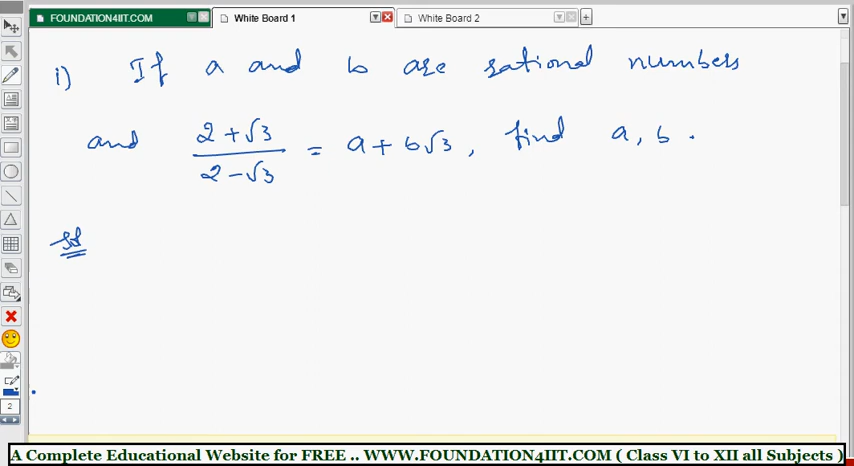 FOUNDATION4IIT.COM White Board 1 White Board 2
i) If a and b are rational numbers
and (2 + √3)/(2 - √3) = a + b√3, find a, b.
Sol
2
A Complete Educational Website for FREE .. WWW.FOUNDATION4IIT.COM ( Class VI to XII all Subjects )